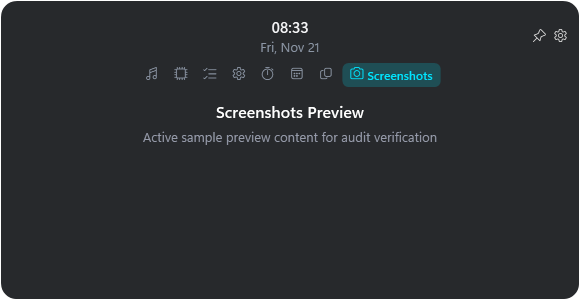 08:33
Fri, Nov 21
Screenshots
Screenshots Preview
Active sample preview content for audit verification